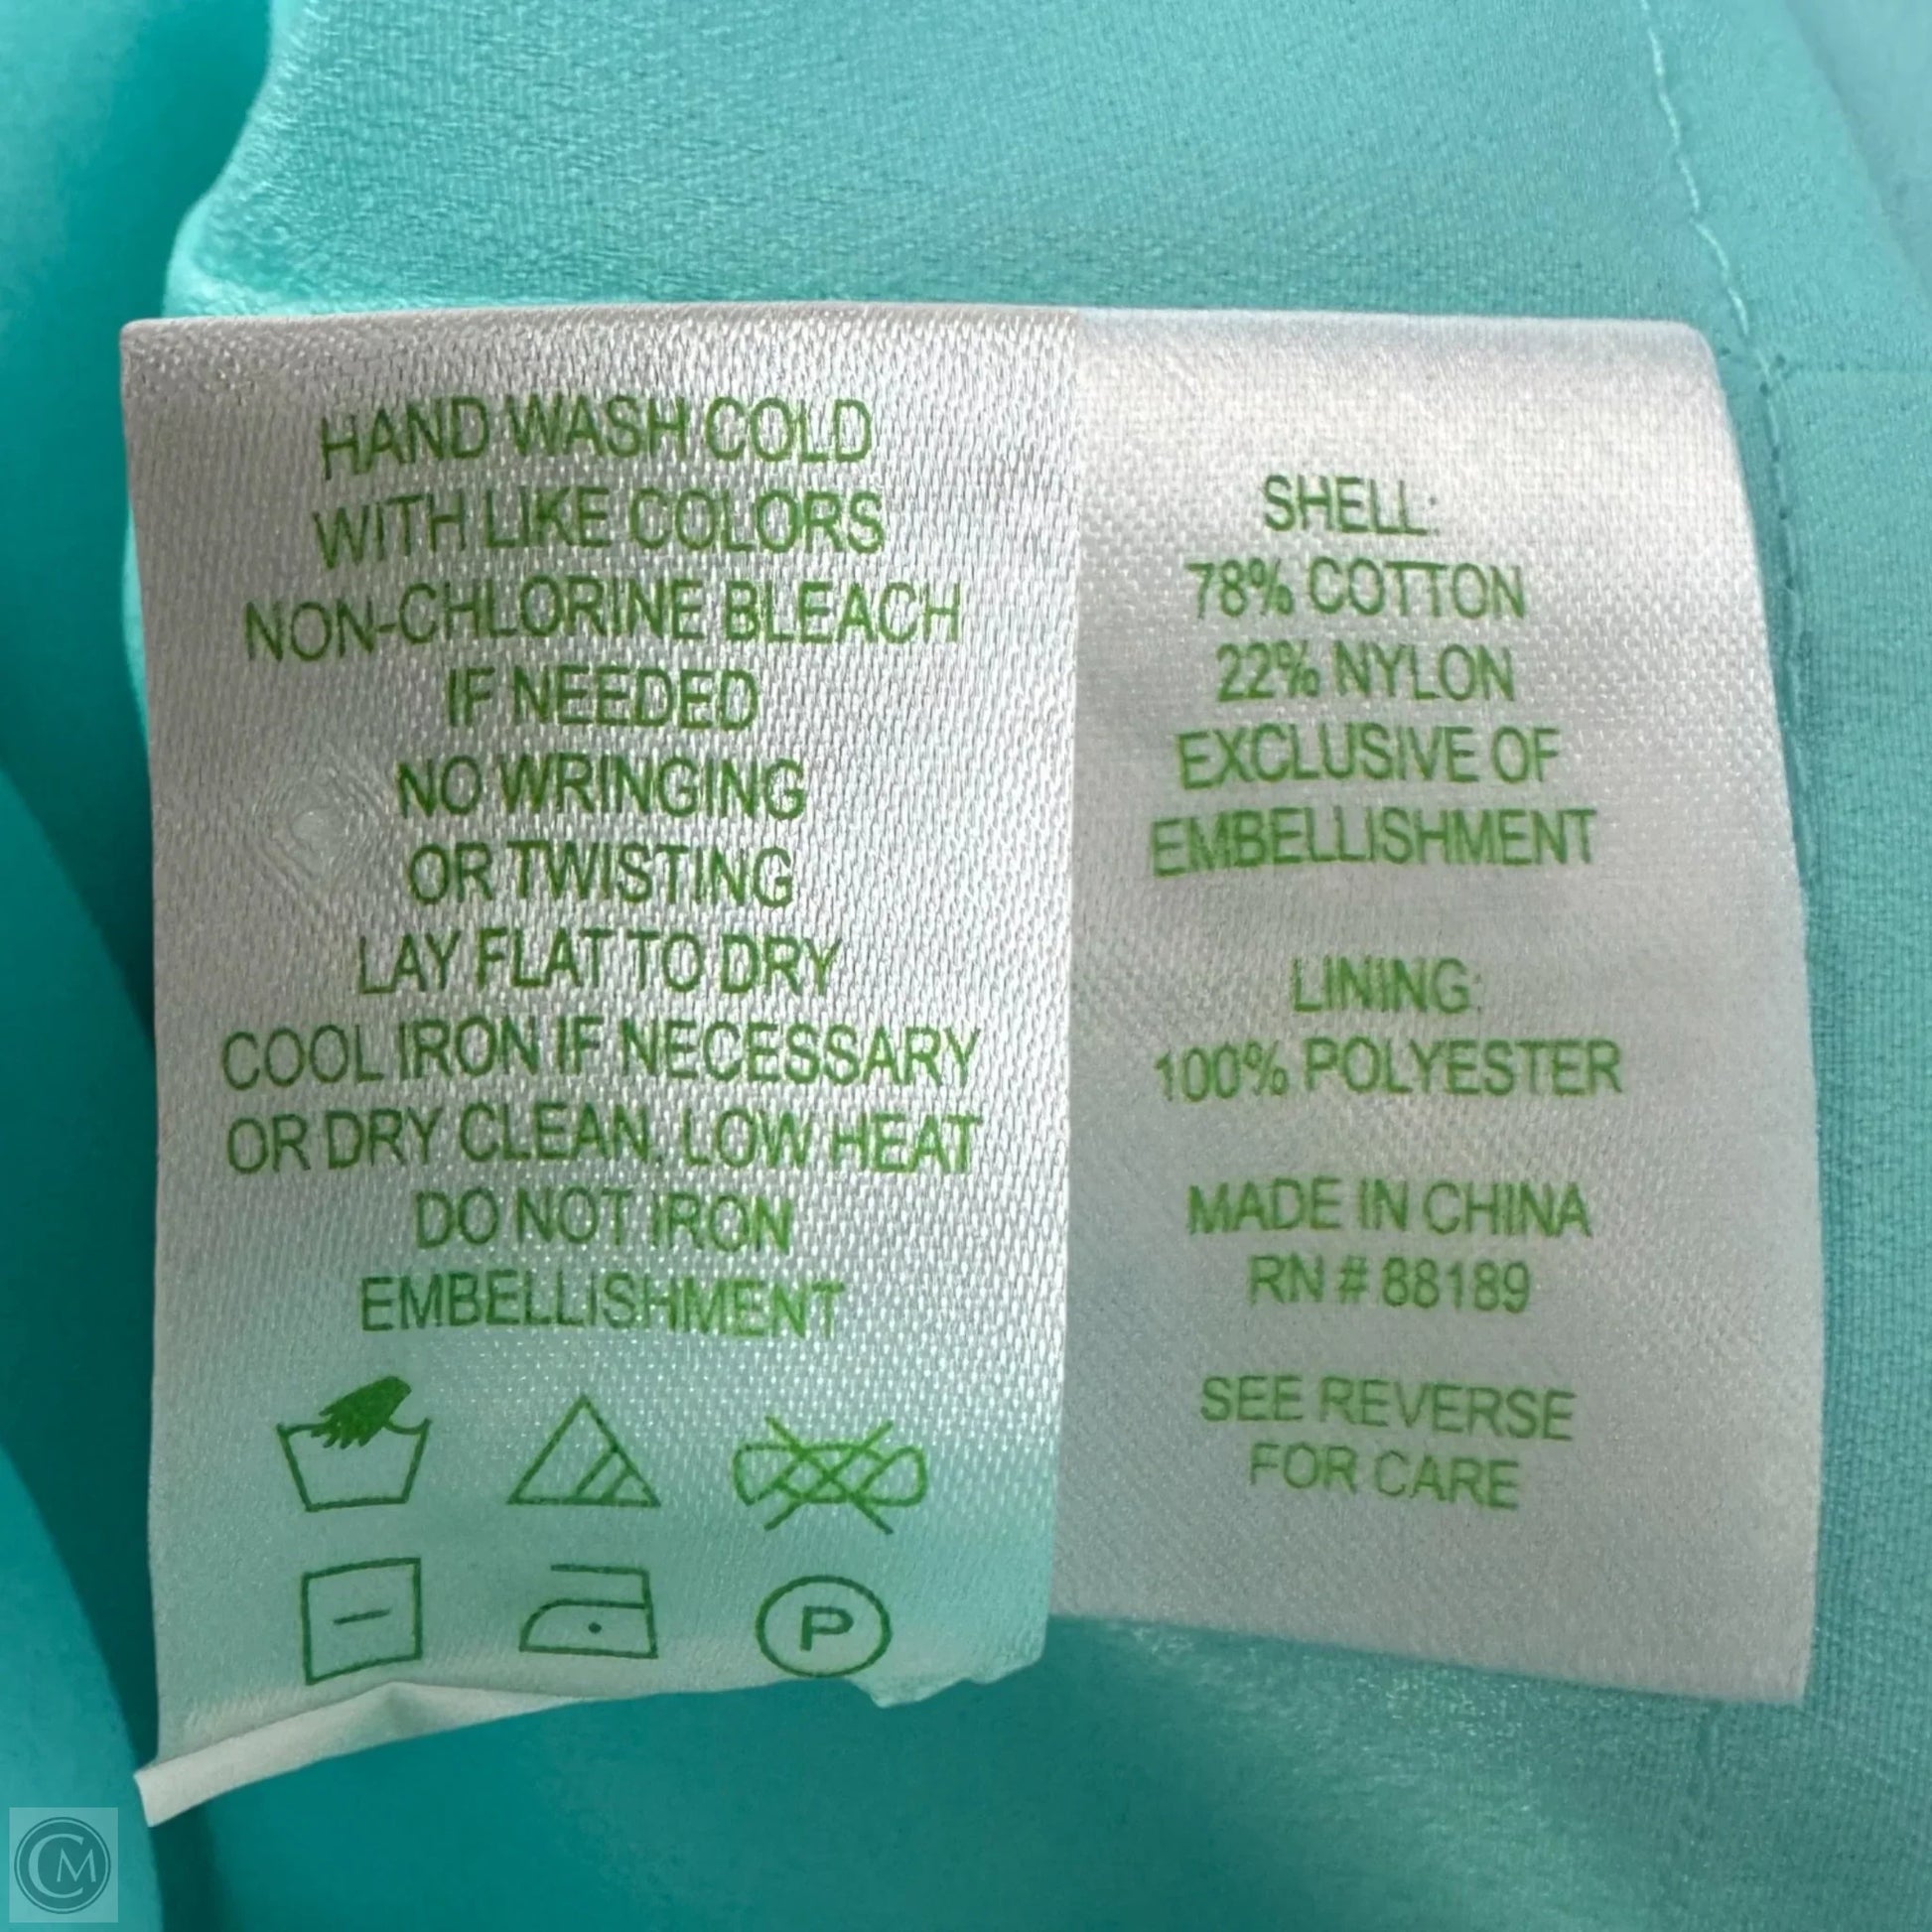 HAND WASH COLD
WITH LIKE COLORS
NON-CHLORINE BLEACH
IF NEEDED
NO WRINGING
OR TWISTING
LAY FLAT TO DRY
COOL IRON IF NECESSARY
OR DRY CLEAN, LOW HEAT
DO NOT IRON
EMBELLISHMENT
P
SHELL:
78% COTTON
22% NYLON
EXCLUSIVE OF
EMBELLISHMENT
LINING:
100% POLYESTER
MADE IN CHINA
RN # 88189
SEE REVERSE
FOR CARE
CM